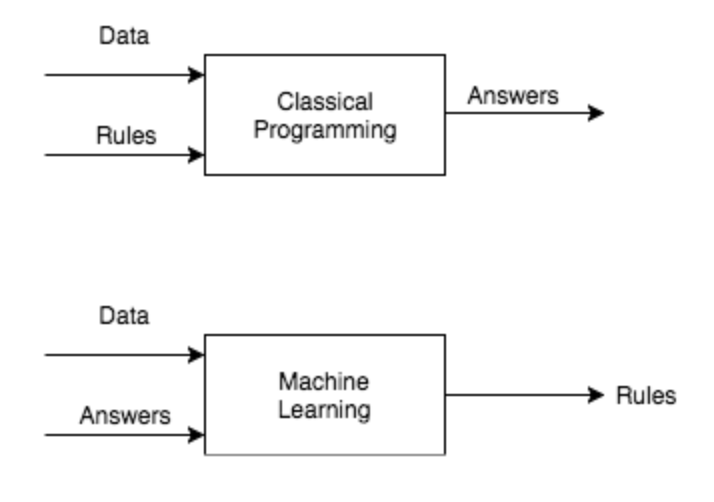 Data
Rules
Classical
Programming
Answers
Data
Answers
Machine
Learning
Rules